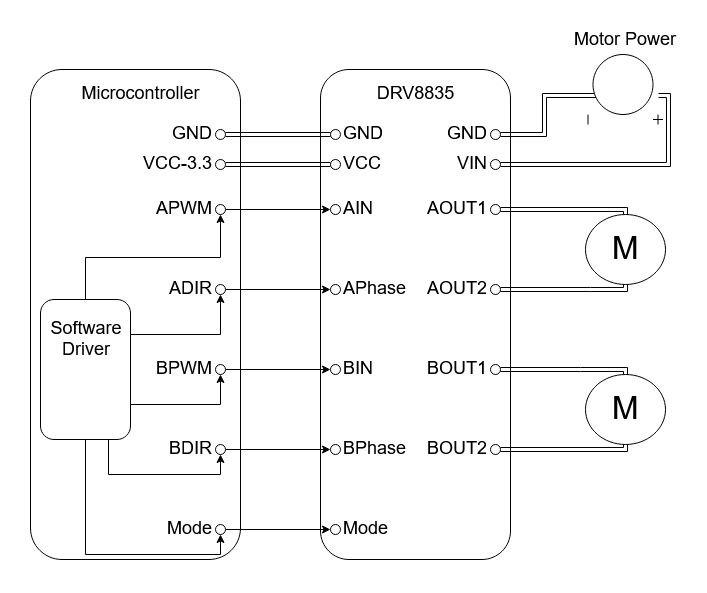 Motor Power
Microcontroller
DRV8835
GND
GND
GND
− +
VCC-3.3
VCC
VIN
APWM
AIN
AOUT1
M
ADIR
APhase
AOUT2
Software
Driver
BPWM
BIN
BOUT1
M
BDIR
BPhase
BOUT2
Mode
Mode